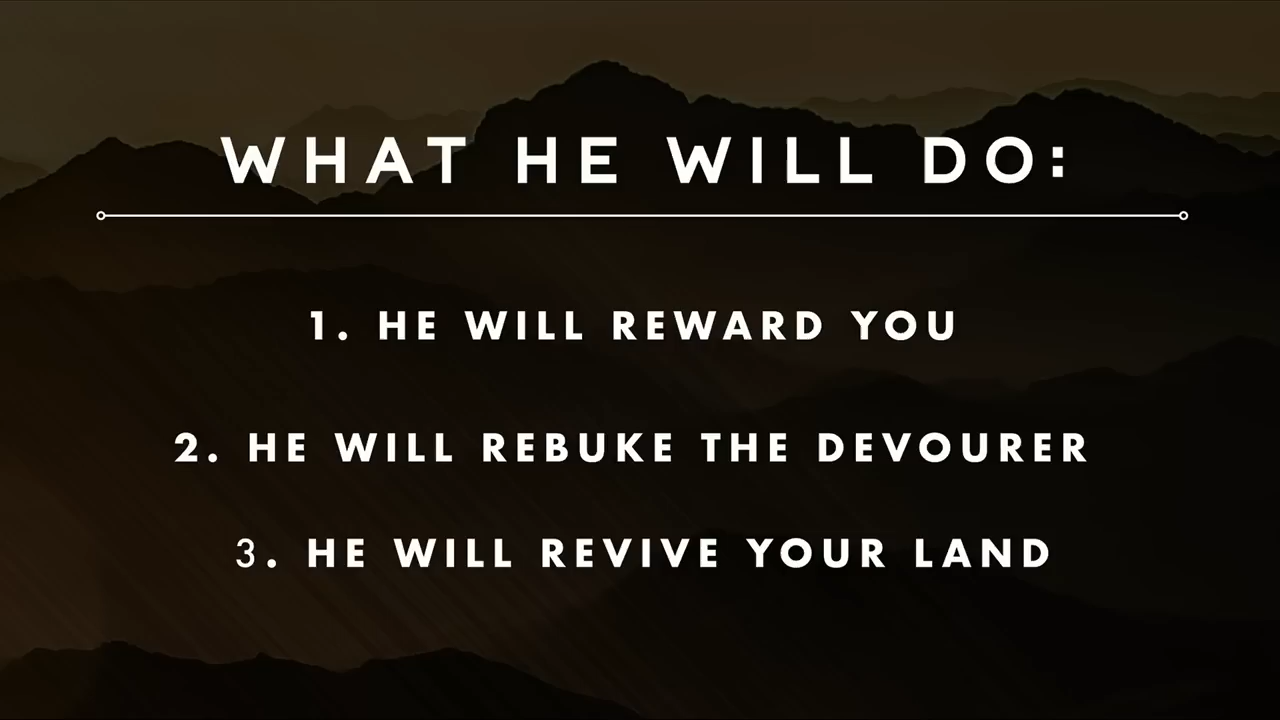 WHAT HE WILL DO:
1. HE WILL REWARD YOU
2. HE WILL REBUKE THE DEVOURER
3. HE WILL REVIVE YOUR LAND